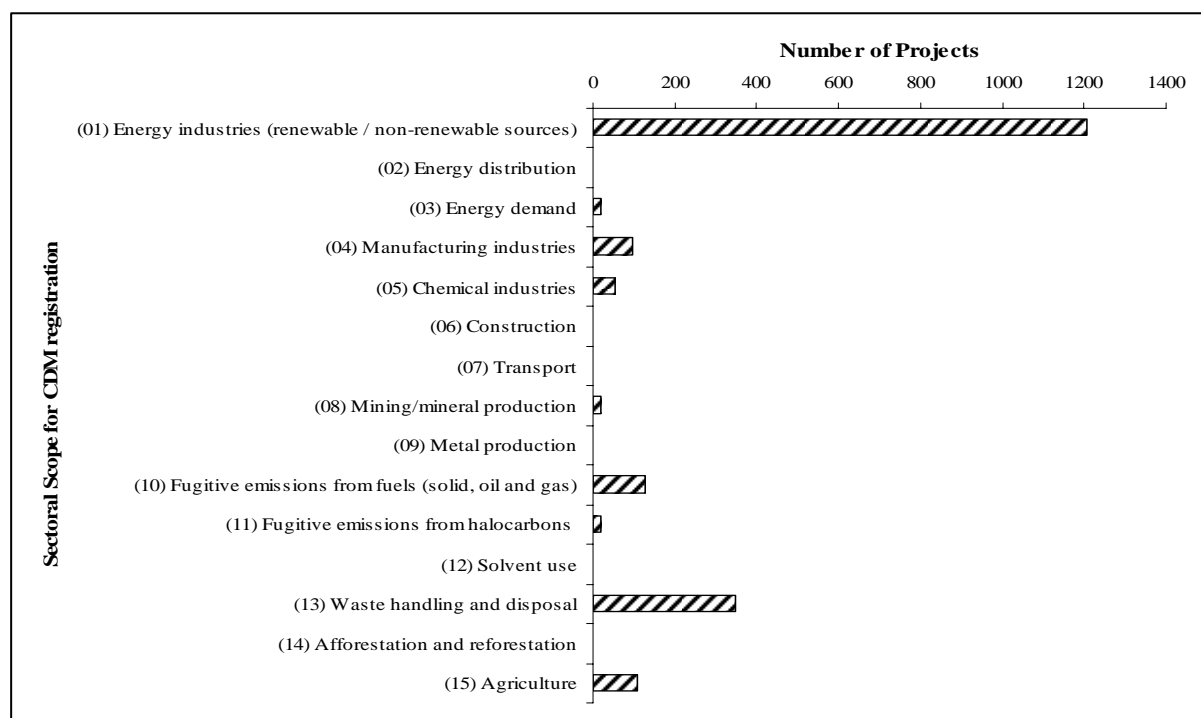 Number of Projects
0 200 400 600 800 1000 1200 1400
Sectoral Scope for CDM registration
(01) Energy industries (renewable / non-renewable sources)
(02) Energy distribution
(03) Energy demand
(04) Manufacturing industries
(05) Chemical industries
(06) Construction
(07) Transport
(08) Mining/mineral production
(09) Metal production
(10) Fugitive emissions from fuels (solid, oil and gas)
(11) Fugitive emissions from halocarbons
(12) Solvent use
(13) Waste handling and disposal
(14) Afforestation and reforestation
(15) Agriculture